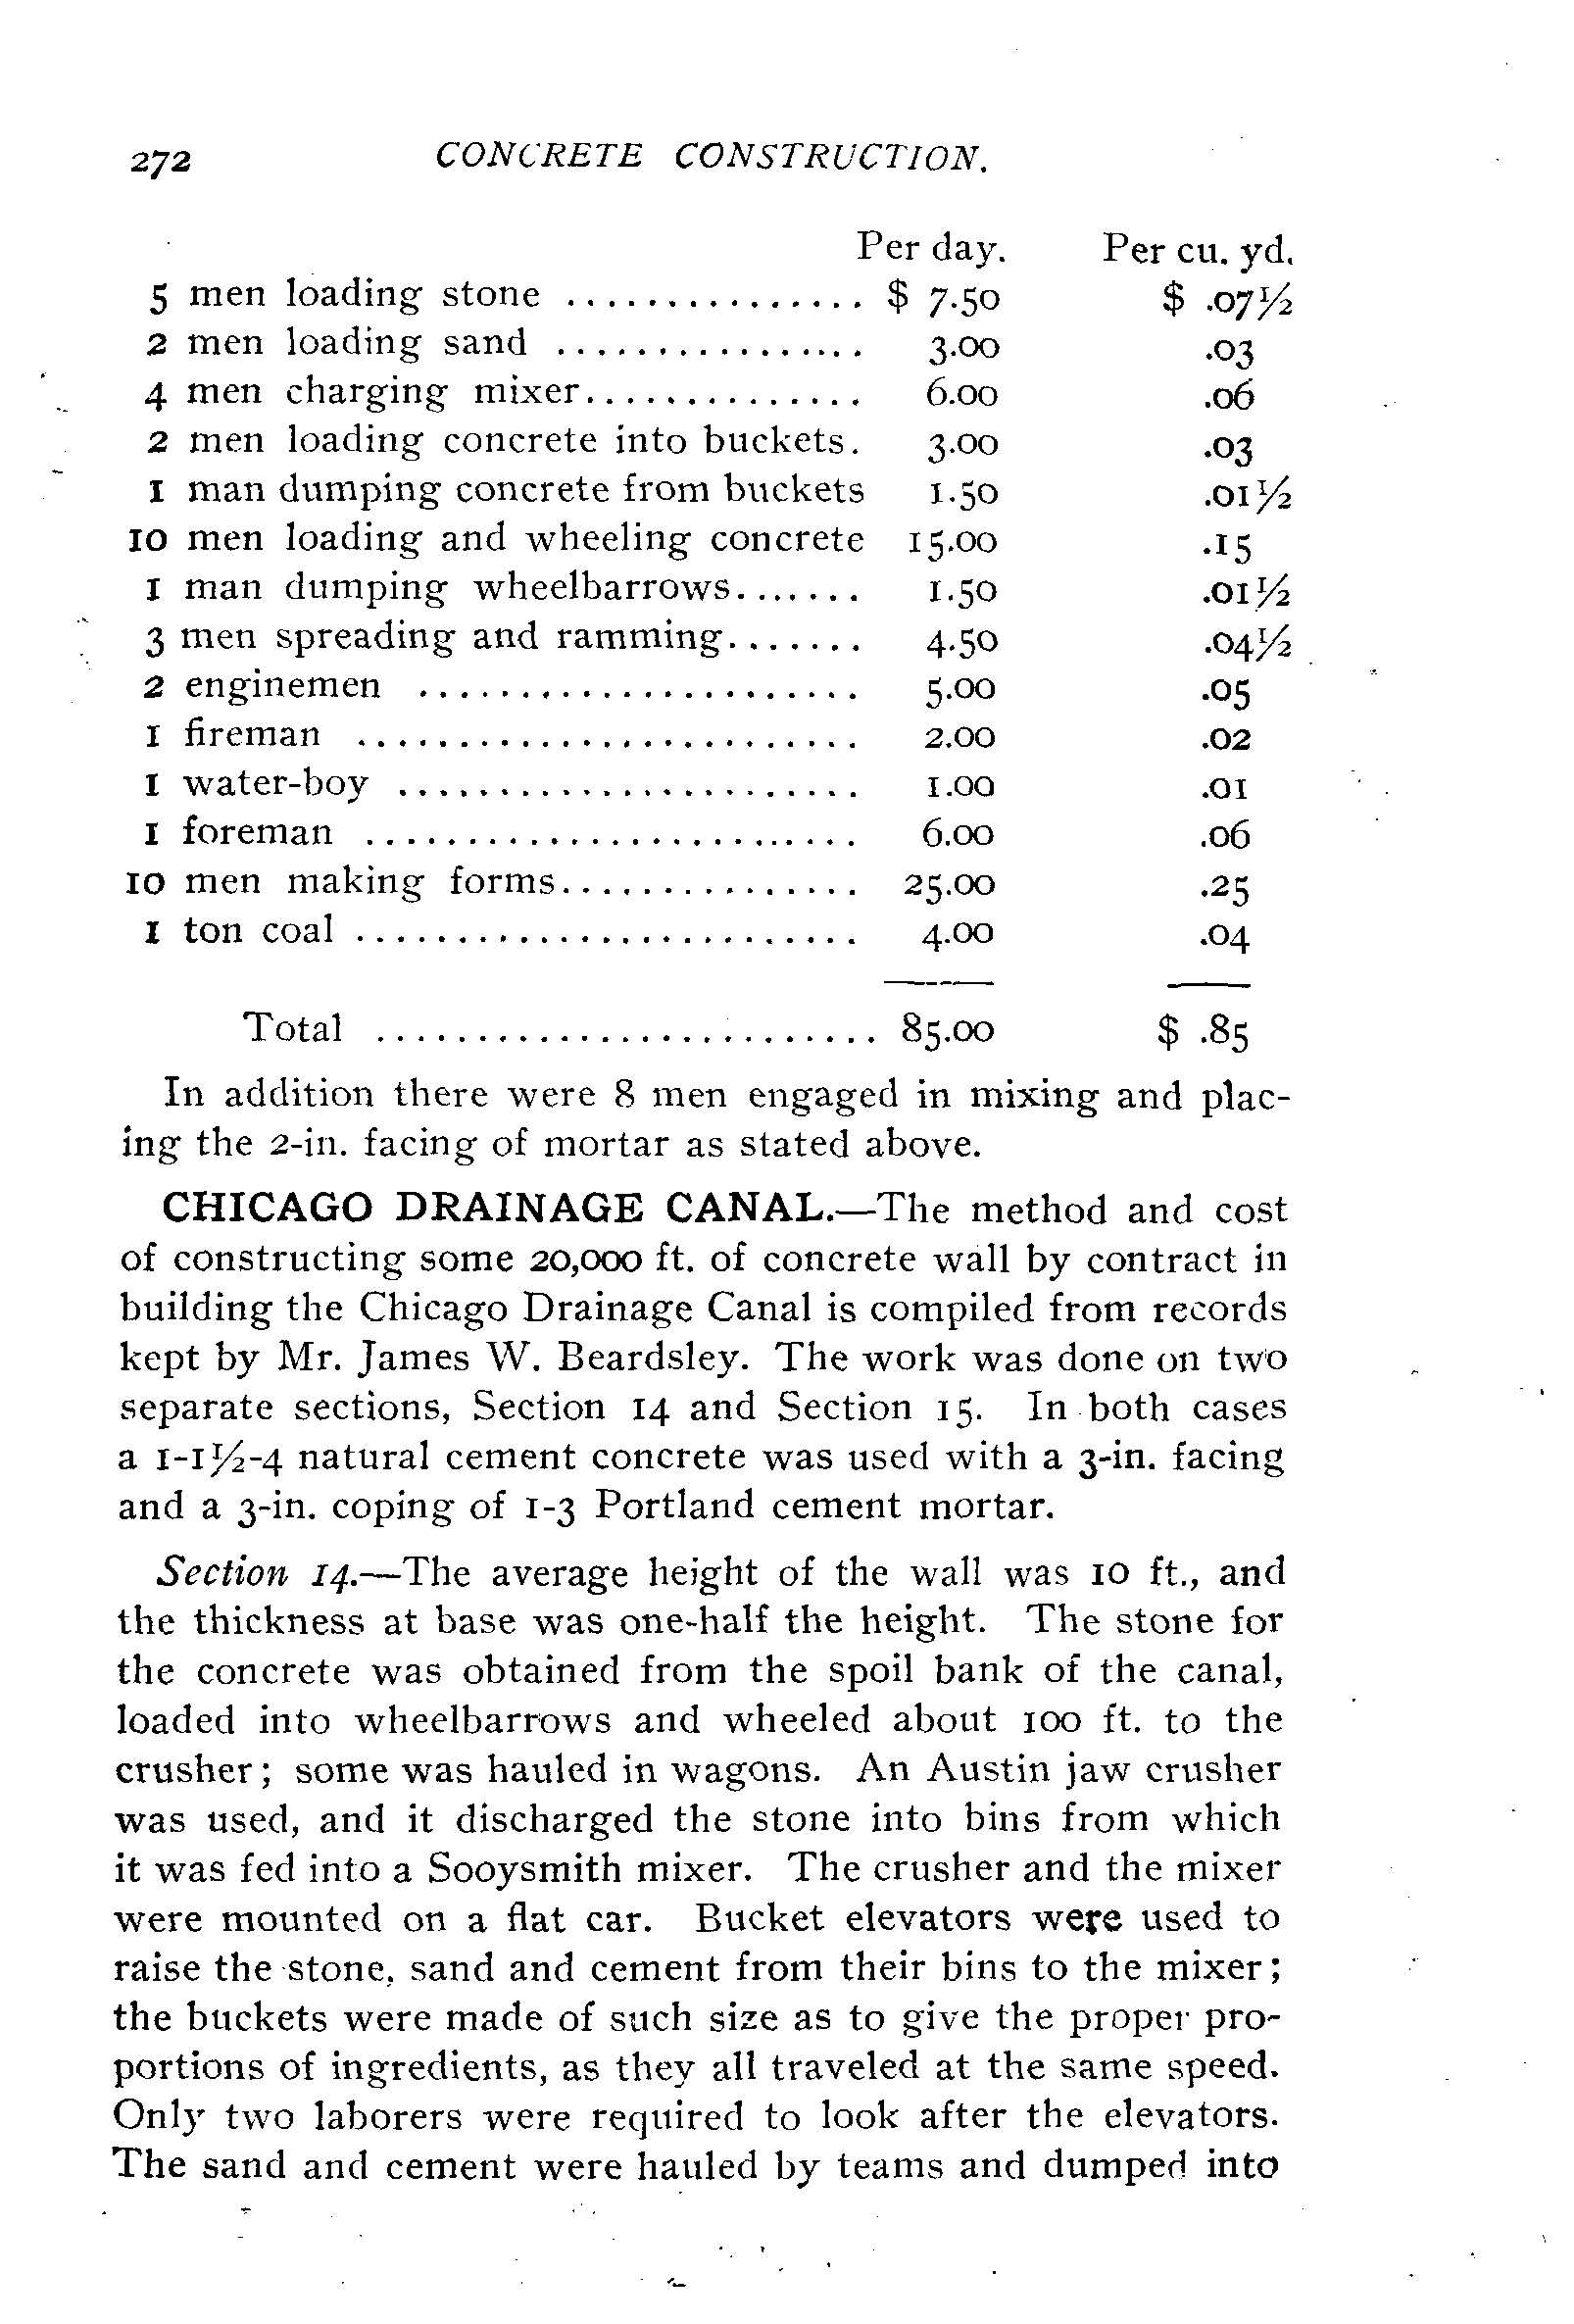 272 CONCRETE CONSTRUCTION.
Per day. Per cu. yd.
5 men loading stone ............... $ 7.50 $ .07½
2 men loading sand ................ 3.00 .03
4 men charging mixer.............. 6.00 .06
2 men loading concrete into buckets. 3.00 .03
1 man dumping concrete from buckets 1.50 .01½
10 men loading and wheeling concrete 15.00 .15
1 man dumping wheelbarrows....... 1.50 .01½
3 men spreading and ramming....... 4.50 .04½
2 enginemen ...................... 5.00 .05
1 fireman ......................... 2.00 .02
1 water-boy ....................... 1.00 .01
1 foreman ......................... 6.00 .06
10 men making forms............... 25.00 .25
1 ton coal ......................... 4.00 .04
Total ......................... 85.00 $ .85
In addition there were 8 men engaged in mixing and plac-
ing the 2-in. facing of mortar as stated above.
CHICAGO DRAINAGE CANAL.—The method and cost
of constructing some 20,000 ft. of concrete wall by contract in
building the Chicago Drainage Canal is compiled from records
kept by Mr. James W. Beardsley. The work was done on two
separate sections, Section 14 and Section 15. In both cases
a 1-1½-4 natural cement concrete was used with a 3-in. facing
and a 3-in. coping of 1-3 Portland cement mortar.
Section 14.—The average height of the wall was 10 ft., and
the thickness at base was one-half the height. The stone for
the concrete was obtained from the spoil bank of the canal,
loaded into wheelbarrows and wheeled about 100 ft. to the
crusher; some was hauled in wagons. An Austin jaw crusher
was used, and it discharged the stone into bins from which
it was fed into a Sooysmith mixer. The crusher and the mixer
were mounted on a flat car. Bucket elevators were used to
raise the stone, sand and cement from their bins to the mixer;
the buckets were made of such size as to give the proper pro-
portions of ingredients, as they all traveled at the same speed.
Only two laborers were required to look after the elevators.
The sand and cement were hauled by teams and dumped into